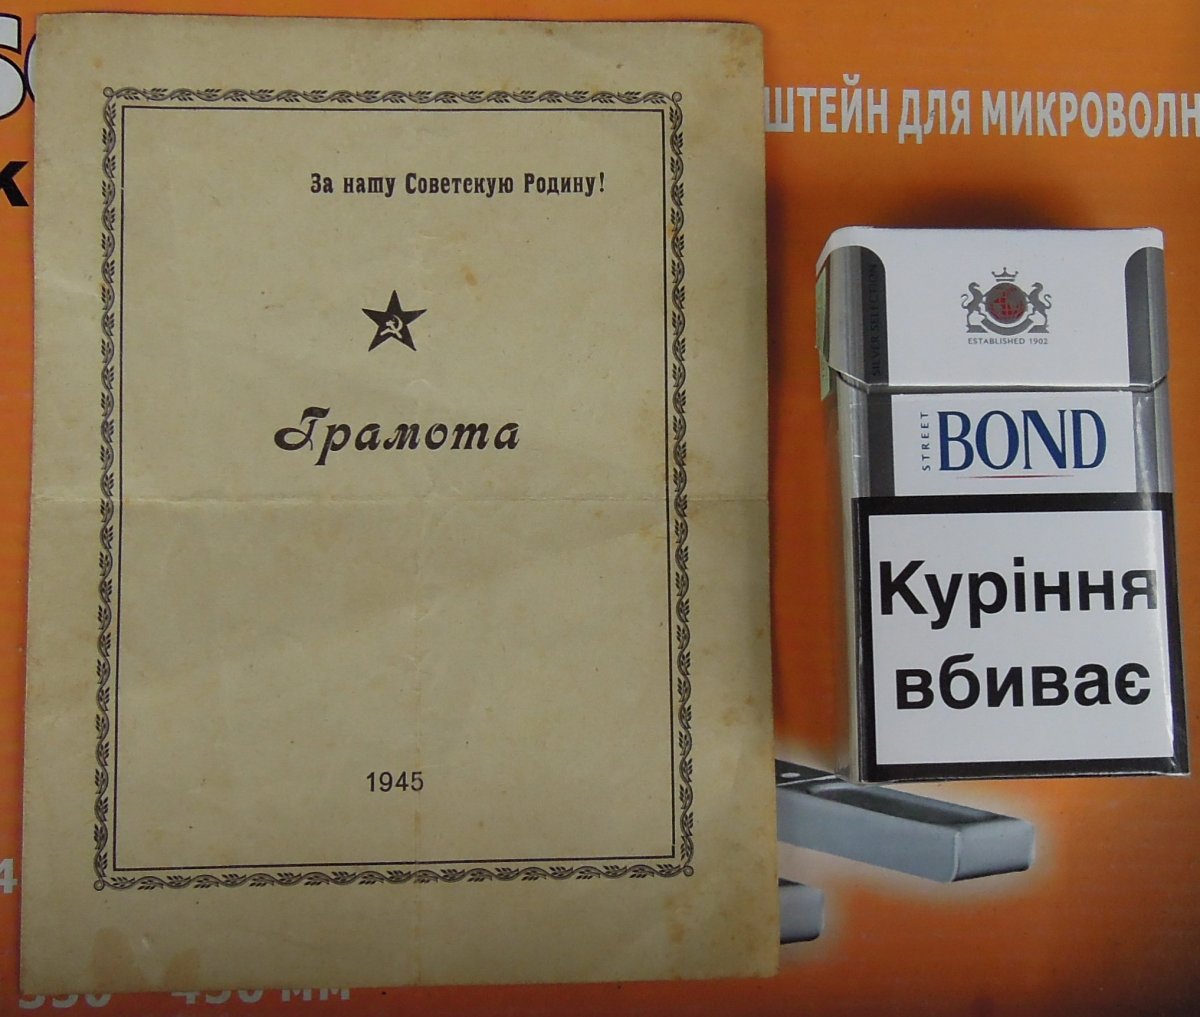 За нашу Советскую Родину!
Грамота
1945
ШТЕЙН ДЛЯ МИКРОВОЛН
SILVER SELECTION
ESTABLISHED 1902
STREET
BOND
Куріння
вбиває